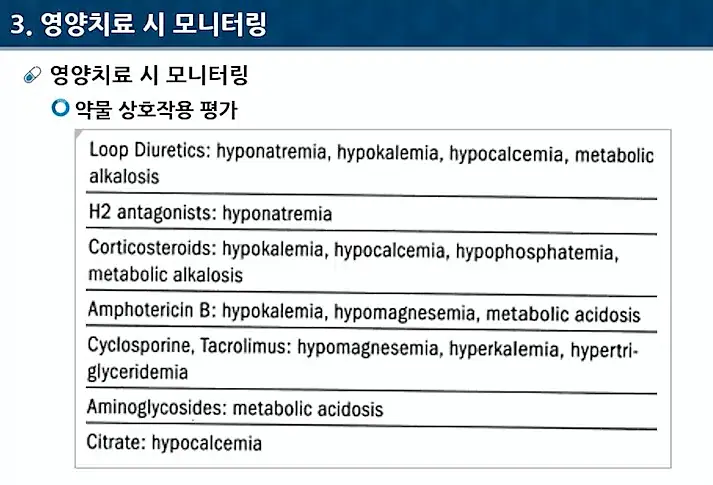 3. 영양치료 시 모니터링
영양치료 시 모니터링
약물 상호작용 평가
Loop Diuretics: hyponatremia, hypokalemia, hypocalcemia, metabolic
alkalosis
H2 antagonists: hyponatremia
Corticosteroids: hypokalemia, hypocalcemia, hypophosphatemia,
metabolic alkalosis
Amphotericin B: hypokalemia, hypomagnesemia, metabolic acidosis
Cyclosporine, Tacrolimus: hypomagnesemia, hyperkalemia, hypertri-
glyceridemia
Aminoglycosides: metabolic acidosis
Citrate: hypocalcemia